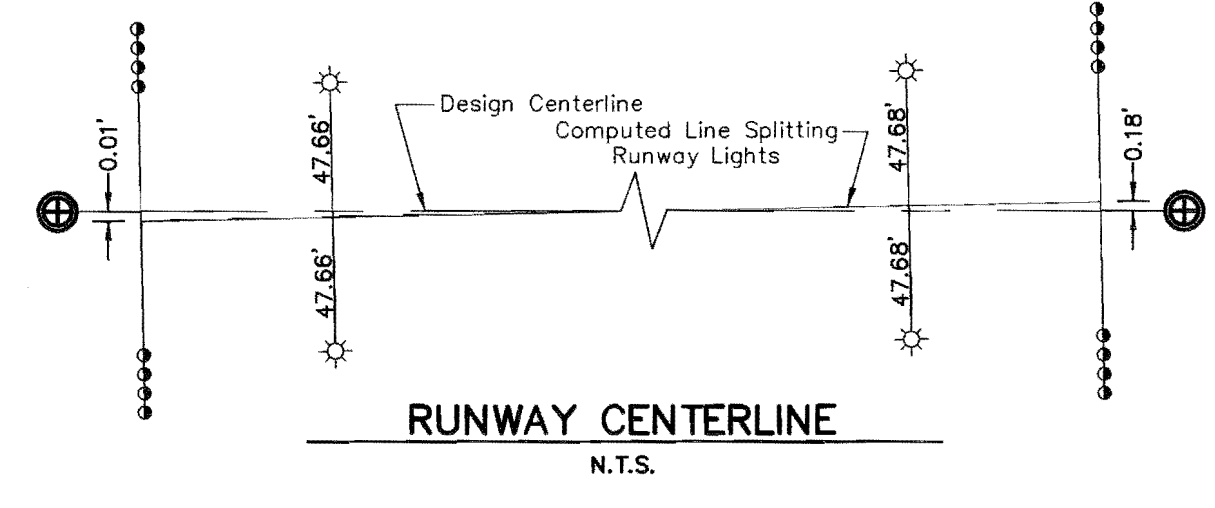 Design Centerline
Computed Line Splitting
Runway Lights
0.01'
47.66'
47.68'
0.18'
47.66'
47.68'
RUNWAY CENTERLINE
N.T.S.